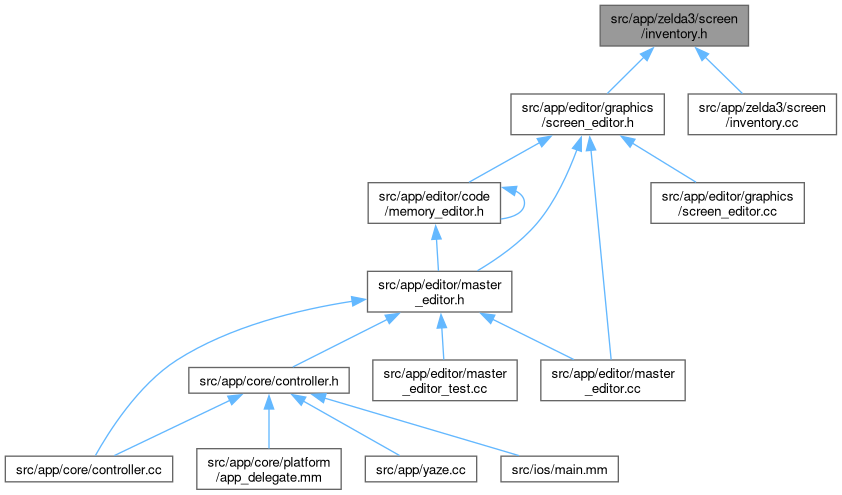 src/app/zelda3/screen
/inventory.h
src/app/editor/graphics
/screen_editor.h
src/app/zelda3/screen
/inventory.cc
src/app/editor/code
/memory_editor.h
src/app/editor/graphics
/screen_editor.cc
src/app/editor/master
_editor.h
src/app/core/controller.h
src/app/editor/master
_editor_test.cc
src/app/editor/master
_editor.cc
src/app/core/controller.cc
src/app/core/platform
/app_delegate.mm
src/app/yaze.cc
src/ios/main.mm